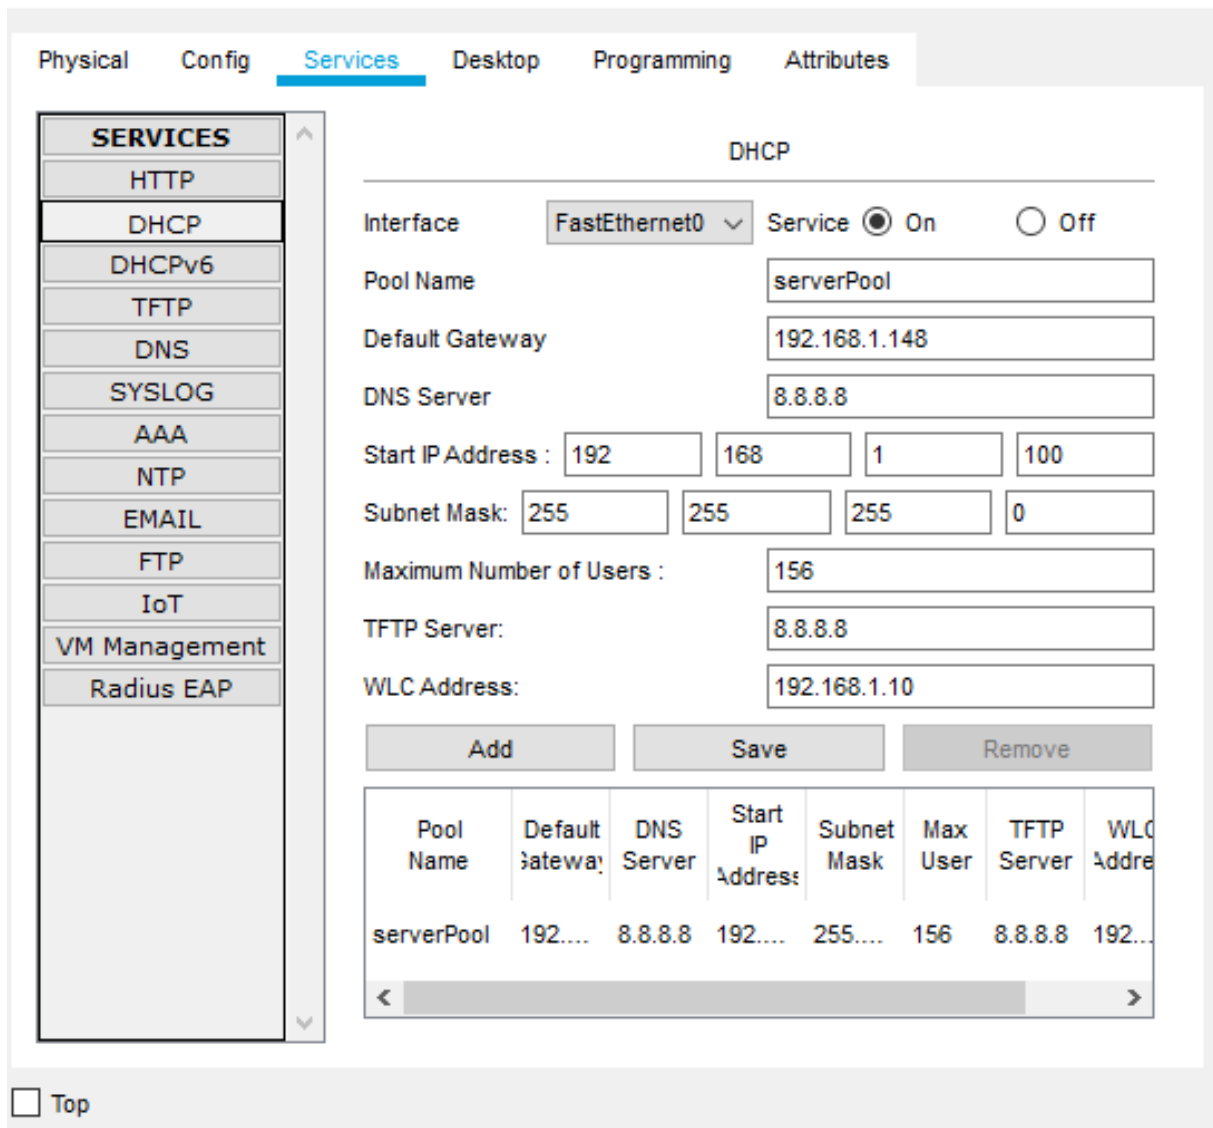 Physical Config Services Desktop Programming Attributes
SERVICES
HTTP
DHCP
DHCPv6
TFTP
DNS
SYSLOG
AAA
NTP
EMAIL
FTP
IoT
VM Management
Radius EAP
DHCP
Interface FastEthernet0 Service On Off
Pool Name serverPool
Default Gateway 192.168.1.148
DNS Server 8.8.8.8
Start IP Address : 192 168 1 100
Subnet Mask: 255 255 255 0
Maximum Number of Users : 156
TFTP Server: 8.8.8.8
WLC Address: 192.168.1.10
Add Save Remove
Pool Name
Default Gateway
DNS Server
Start IP Address
Subnet Mask
Max User
TFTP Server
WLC Addre
serverPool 192.... 8.8.8.8 192.... 255.... 156 8.8.8.8 192...
Top